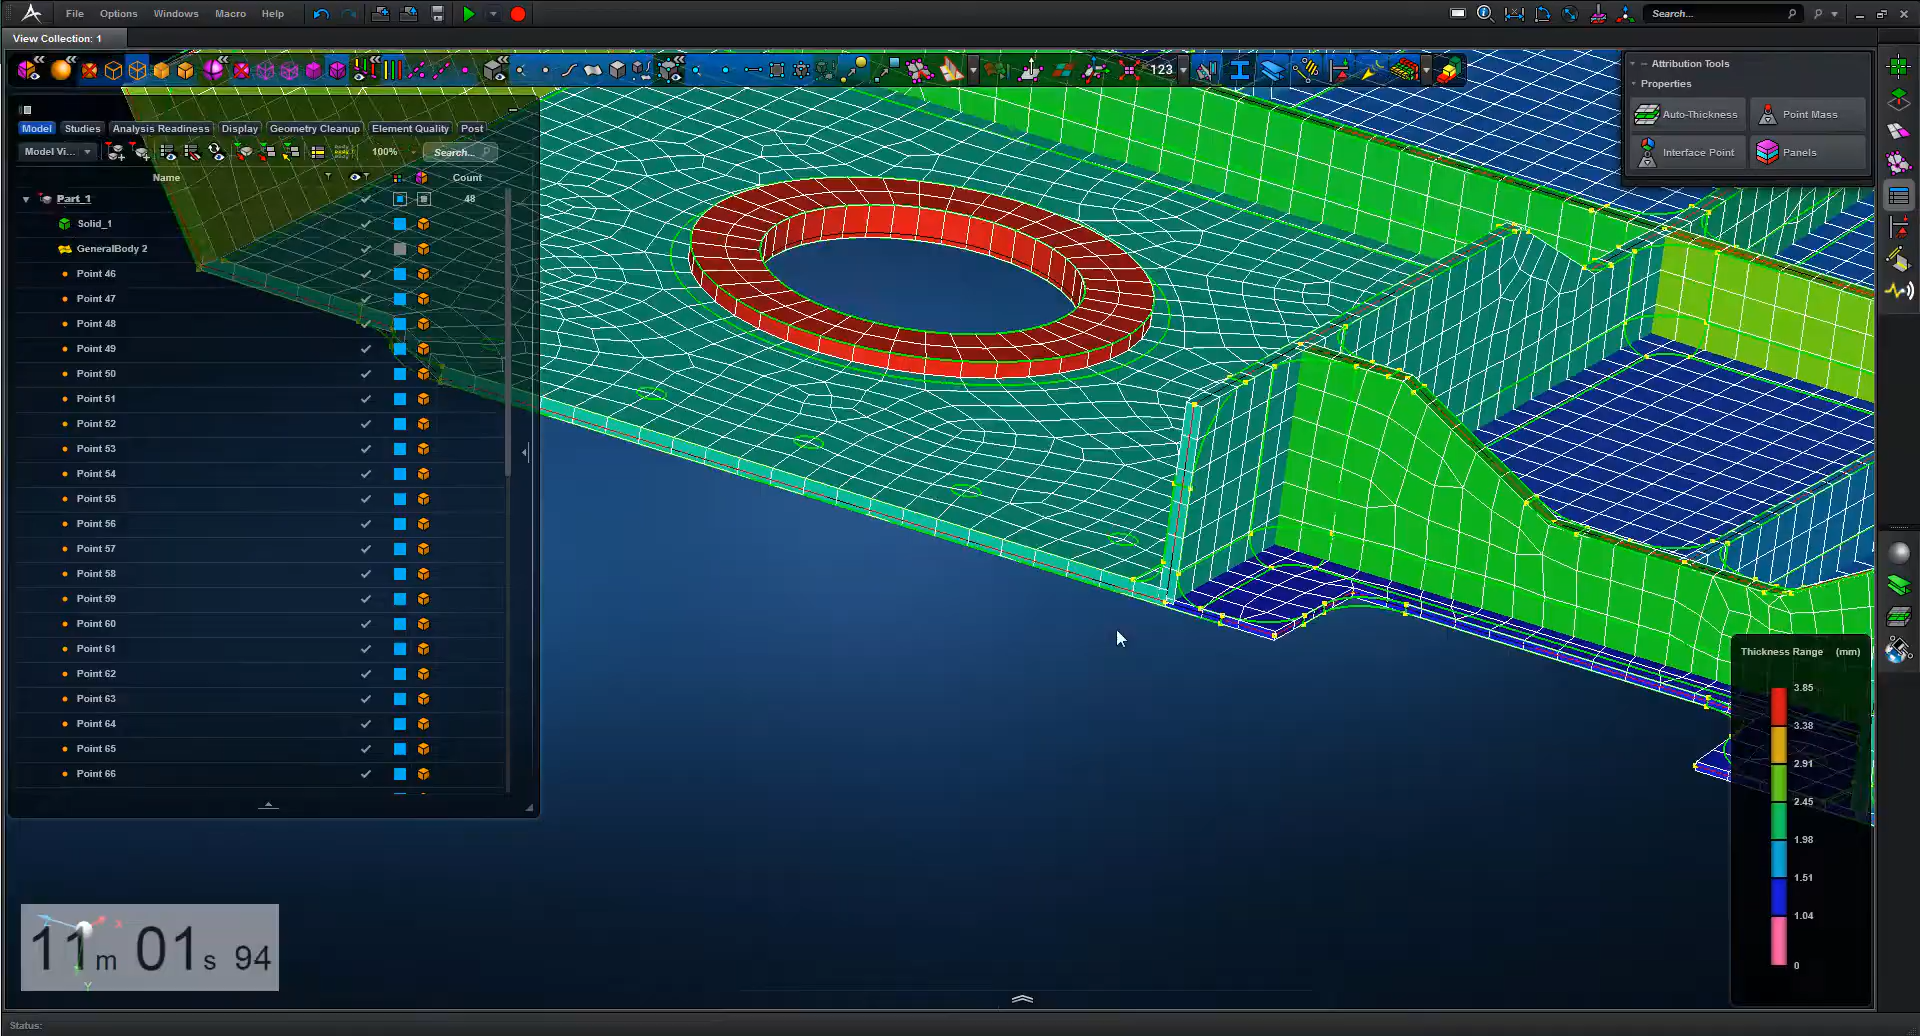 File Options Windows Macro Help
Search...
View Collection: 1
123
Attribution Tools
Properties
Auto-Thickness Point Mass
Interface Point Panels
Model Studies Analysis Readiness Display Geometry Cleanup Element Quality Post
Model Vi... 100% Search...
Name Count
Part_1 48
Solid_1
GeneralBody 2
Point 46
Point 47
Point 48
Point 49
Point 50
Point 51
Point 52
Point 53
Point 54
Point 55
Point 56
Point 57
Point 58
Point 59
Point 60
Point 61
Point 62
Point 63
Point 64
Point 65
Point 66
Thickness Range (mm)
3.85
3.38
2.91
2.45
1.98
1.51
1.04
0
11 m 01 s 94
X
Y
Status: